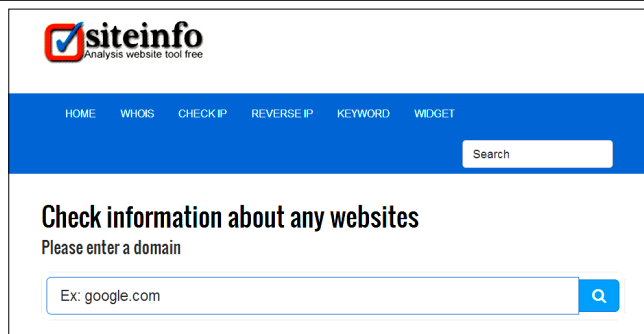 siteinfo
Analysis website tool free
HOME WHOIS CHECK IP REVERSE IP KEYWORD WIDGET
Search
Check information about any websites
Please enter a domain
Ex: google.com